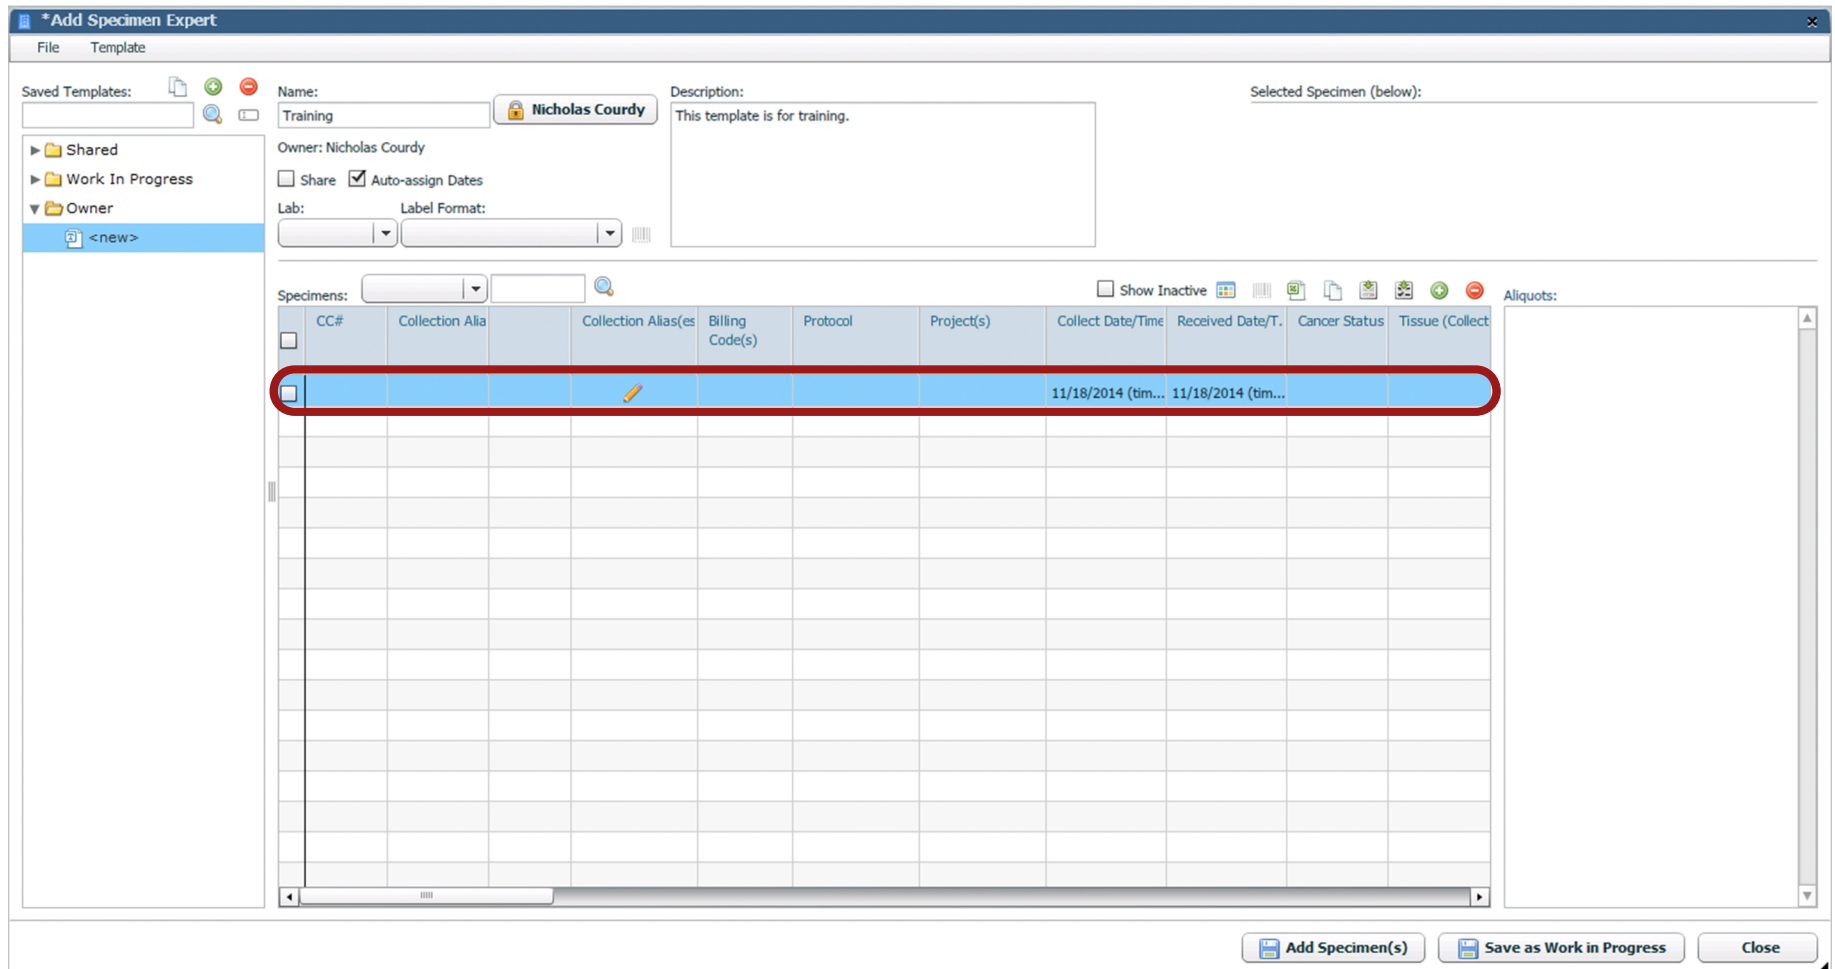 *Add Specimen Expert
File Template
Saved Templates:
Shared
Work In Progress
Owner
<new>
Name:
Training
Nicholas Courdy
Owner: Nicholas Courdy
Share Auto-assign Dates
Lab: Label Format:
Description:
This template is for training.
Selected Specimen (below):
Specimens:
Show Inactive
Aliquots:
CC# Collection Alia Collection Alias(es Billing Code(s) Protocol Project(s) Collect Date/Time Received Date/T. Cancer Status Tissue (Collect
11/18/2014 (tim... 11/18/2014 (tim...
Add Specimen(s) Save as Work in Progress Close